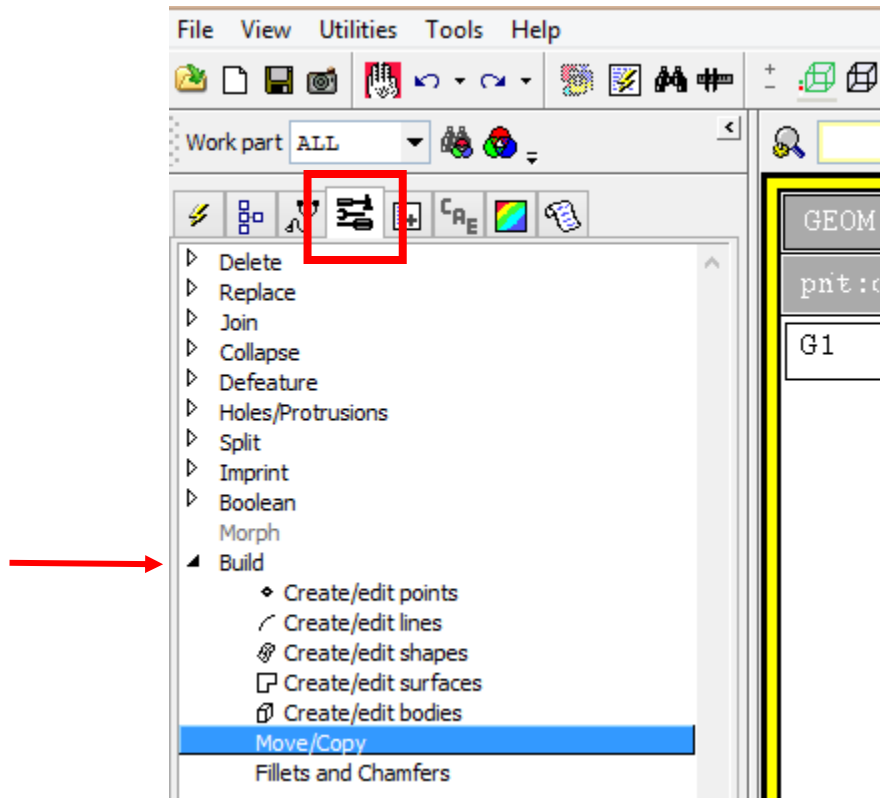 File View Utilities Tools Help
Work part ALL
CAE
GEOM
Delete
Replace
Join
Collapse
Defeature
Holes/Protrusions
Split
Imprint
Boolean
Morph
Build
Create/edit points
Create/edit lines
Create/edit shapes
Create/edit surfaces
Create/edit bodies
Move/Copy
Fillets and Chamfers
pnt:
G1